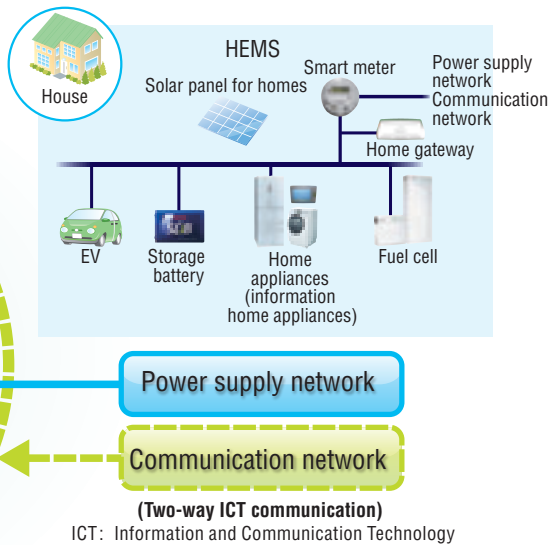 HEMS
House
Solar panel for homes
Smart meter
Power supply
network
Communication
network
Home gateway
EV
Storage
battery
Home
appliances
(information
home appliances)
Fuel cell
Power supply network
Communication network
(Two-way ICT communication)
ICT: Information and Communication Technology